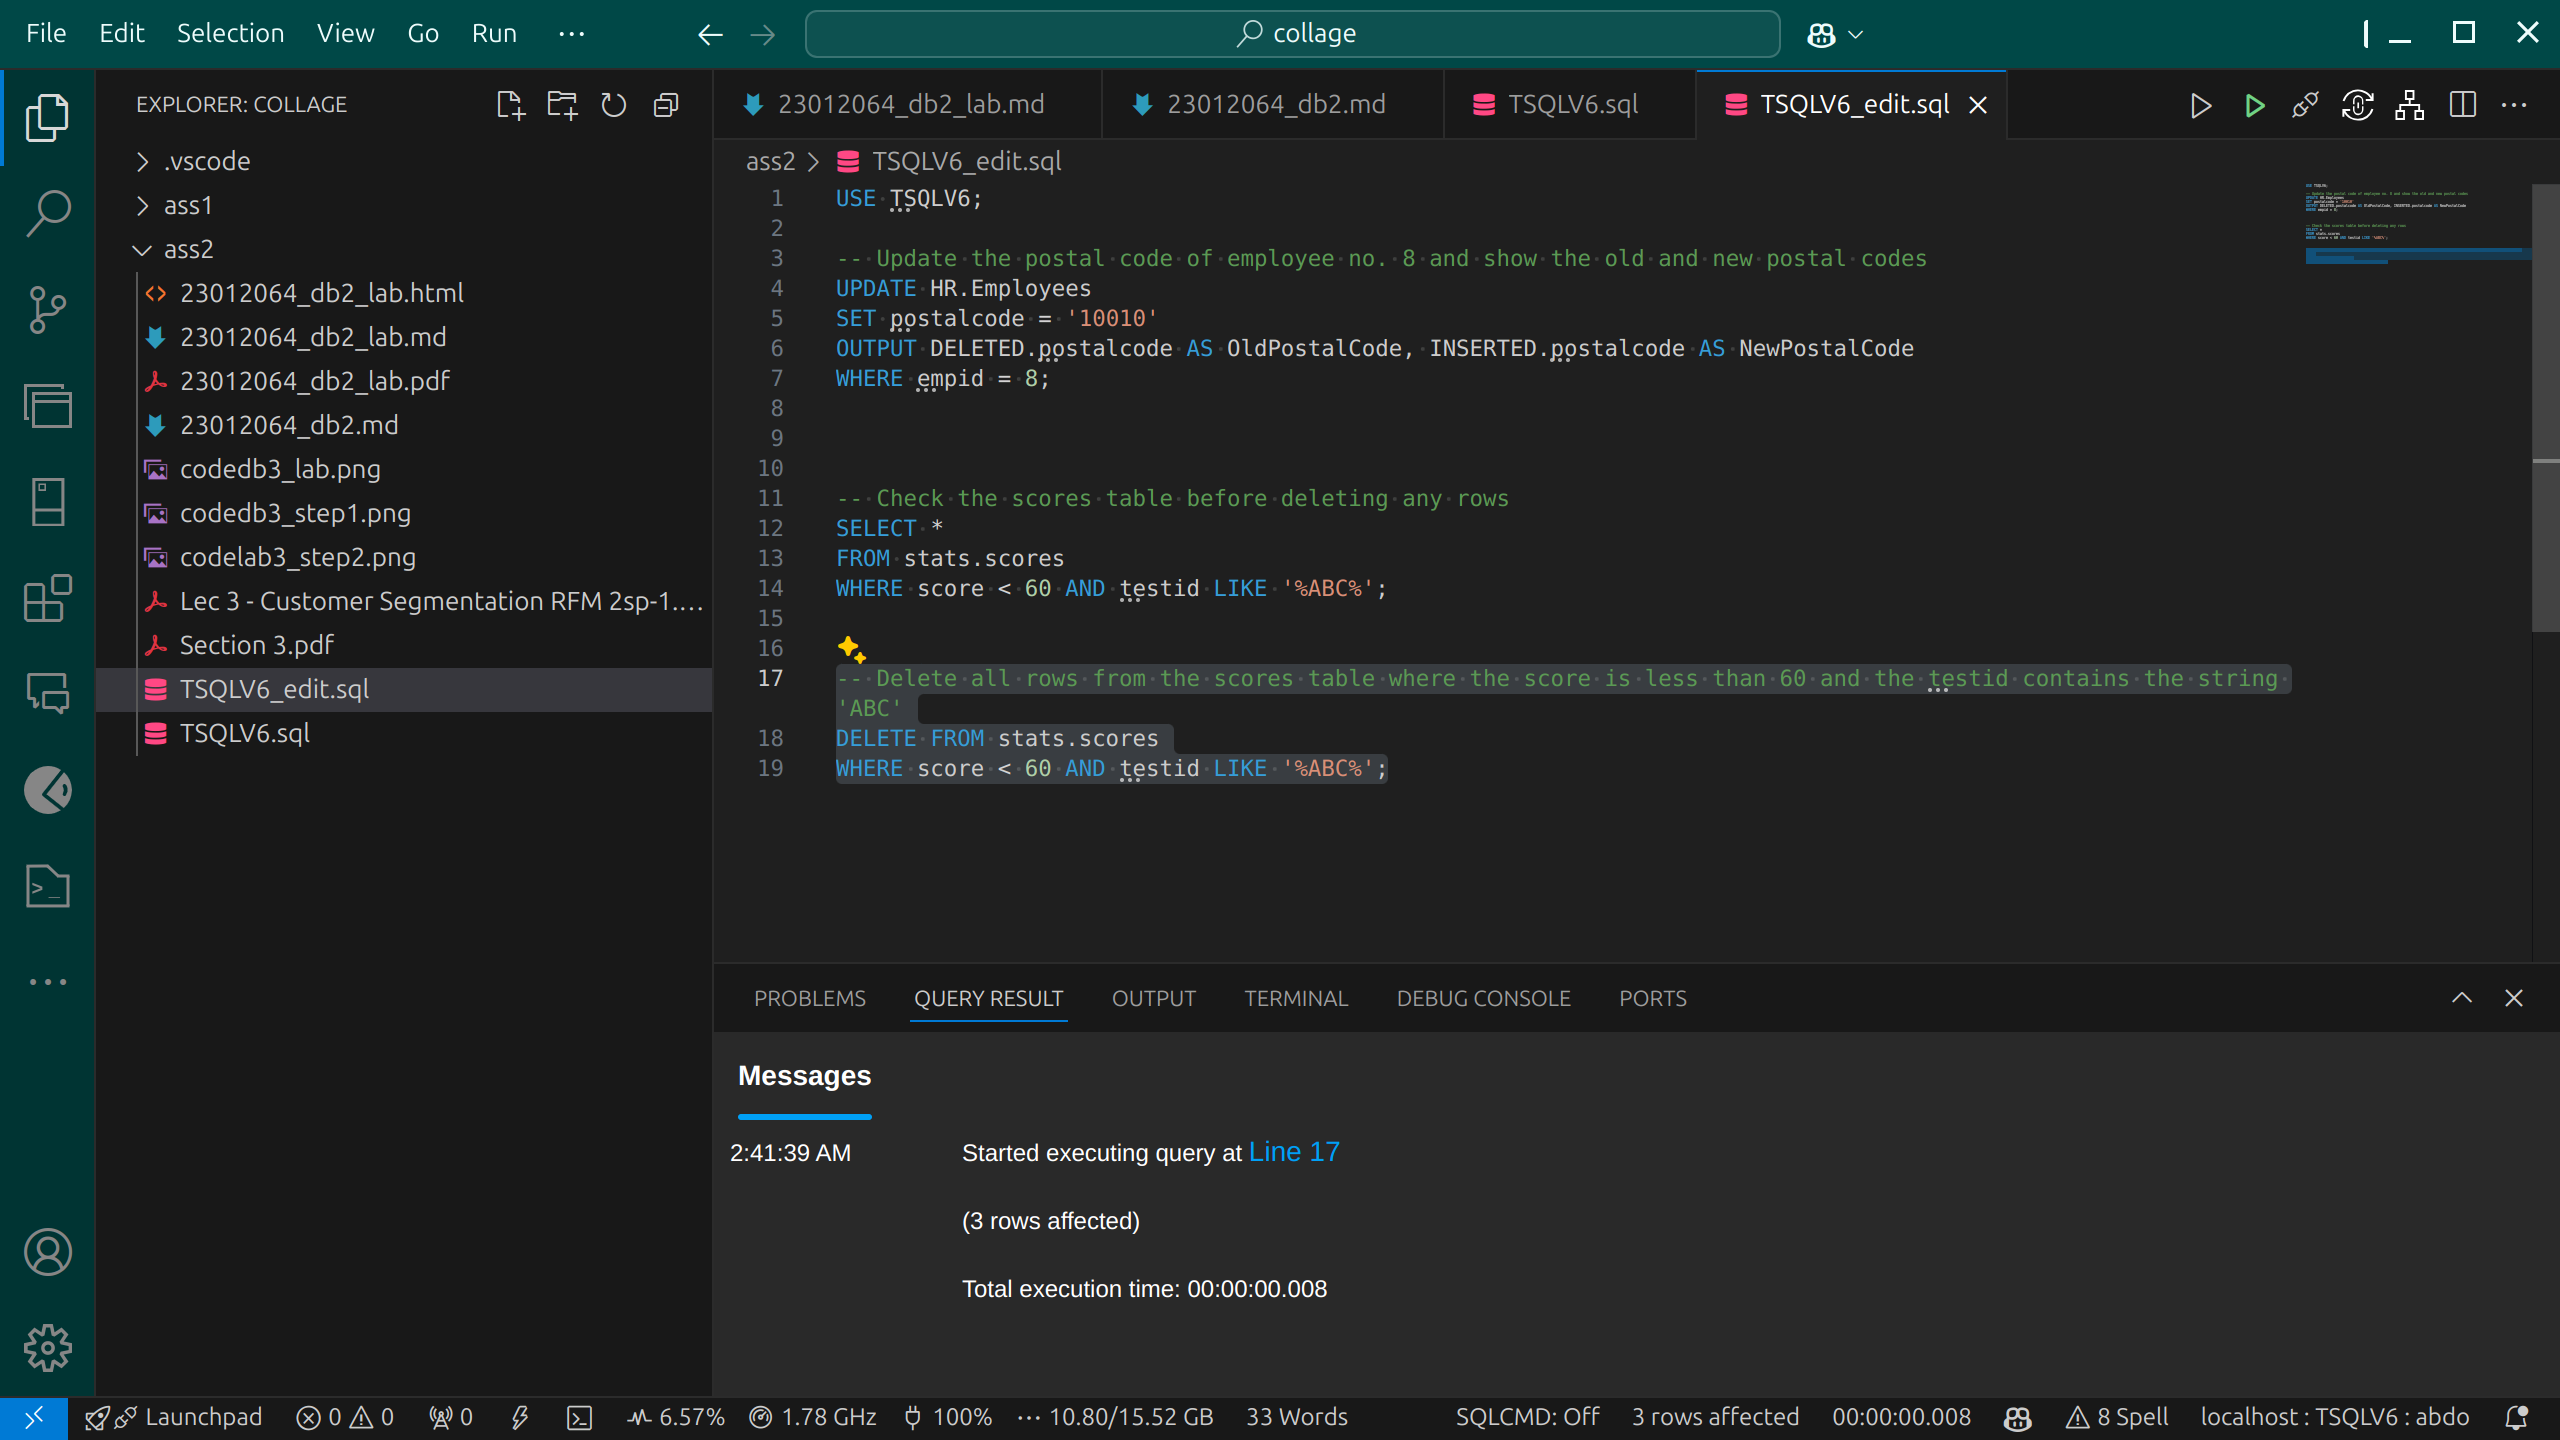 File Edit Selection View Go Run ···
collage
EXPLORER: COLLAGE
.vscode
ass1
ass2
23012064_db2_lab.html
23012064_db2_lab.md
23012064_db2_lab.pdf
23012064_db2.md
codedb3_lab.png
codedb3_step1.png
codelab3_step2.png
Lec 3 - Customer Segmentation RFM 2sp-1....
Section 3.pdf
TSQLV6_edit.sql
TSQLV6.sql
23012064_db2_lab.md 23012064_db2.md TSQLV6.sql TSQLV6_edit.sql
ass2 > TSQLV6_edit.sql
1 USE TSQLV6;
2
3 -- Update the postal code of employee no. 8 and show the old and new postal codes
4 UPDATE HR.Employees
5 SET postalcode = '10010'
6 OUTPUT DELETED.postalcode AS OldPostalCode, INSERTED.postalcode AS NewPostalCode
7 WHERE empid = 8;
8
9
10
11 -- Check the scores table before deleting any rows
12 SELECT *
13 FROM stats.scores
14 WHERE score < 60 AND testid LIKE '%ABC%';
15
16
17 -- Delete all rows from the scores table where the score is less than 60 and the testid contains the string
'ABC'
18 DELETE FROM stats.scores
19 WHERE score < 60 AND testid LIKE '%ABC%';
PROBLEMS QUERY RESULT OUTPUT TERMINAL DEBUG CONSOLE PORTS
Messages
2:41:39 AM Started executing query at Line 17
(3 rows affected)
Total execution time: 00:00:00.008
Launchpad 0 0 0 6.57% 1.78 GHz 100% ··· 10.80/15.52 GB 33 Words SQLCMD: Off 3 rows affected 00:00:00.008 8 Spell localhost : TSQLV6 : abdo